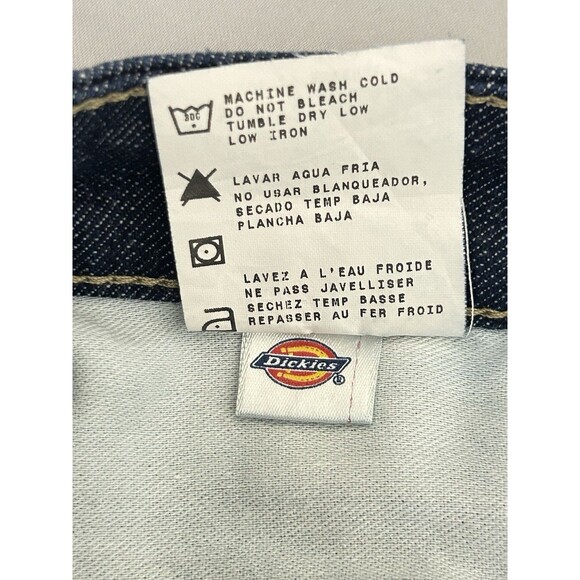 30C
MACHINE WASH COLD
DO NOT BLEACH
TUMBLE DRY LOW
LOW IRON
LAVAR AQUA FRIA
NO USAR BLANQUEADOR,
SECADO TEMP BAJA
PLANCHA BAJA
LAVEZ A L'EAU FROIDE
NE PASS JAVELLISER
SECHEZ TEMP BASSE
REPASSER AU FER FROID
Dickies®